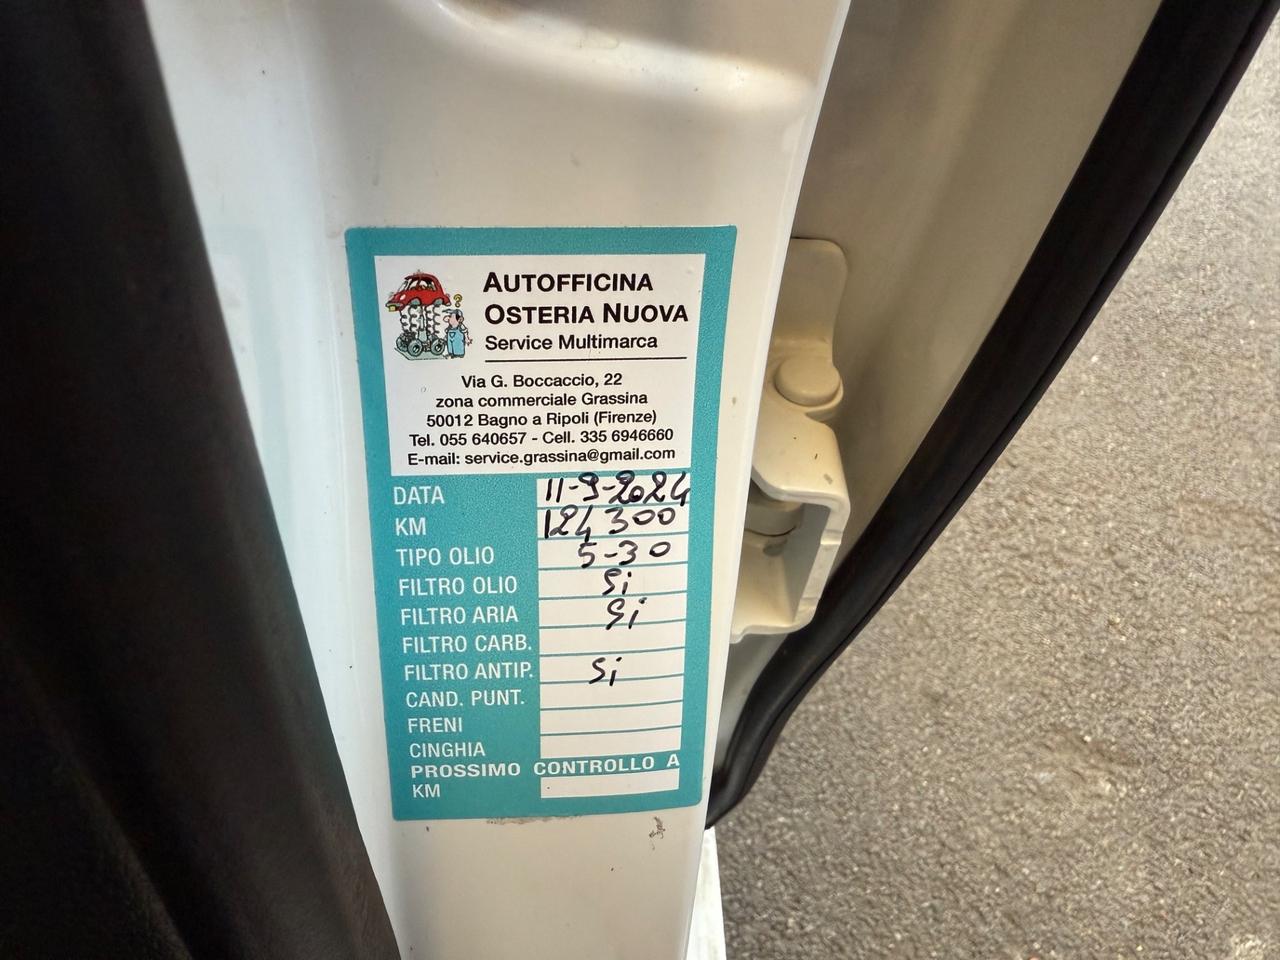 AUTOFFICINA
OSTERIA NUOVA
Service Multimarca
Via G. Boccaccio, 22
zona commerciale Grassina
50012 Bagno a Ripoli (Firenze)
Tel. 055 640657 - Cell. 335 6946660
E-mail: service.grassina@gmail.com
DATA 11-9-2024
KM 124300
TIPO OLIO 5-30
FILTRO OLIO Si
FILTRO ARIA Si
FILTRO CARB.
FILTRO ANTIP. Si
CAND. PUNT.
FRENI
CINGHIA
PROSSIMO CONTROLLO A
KM